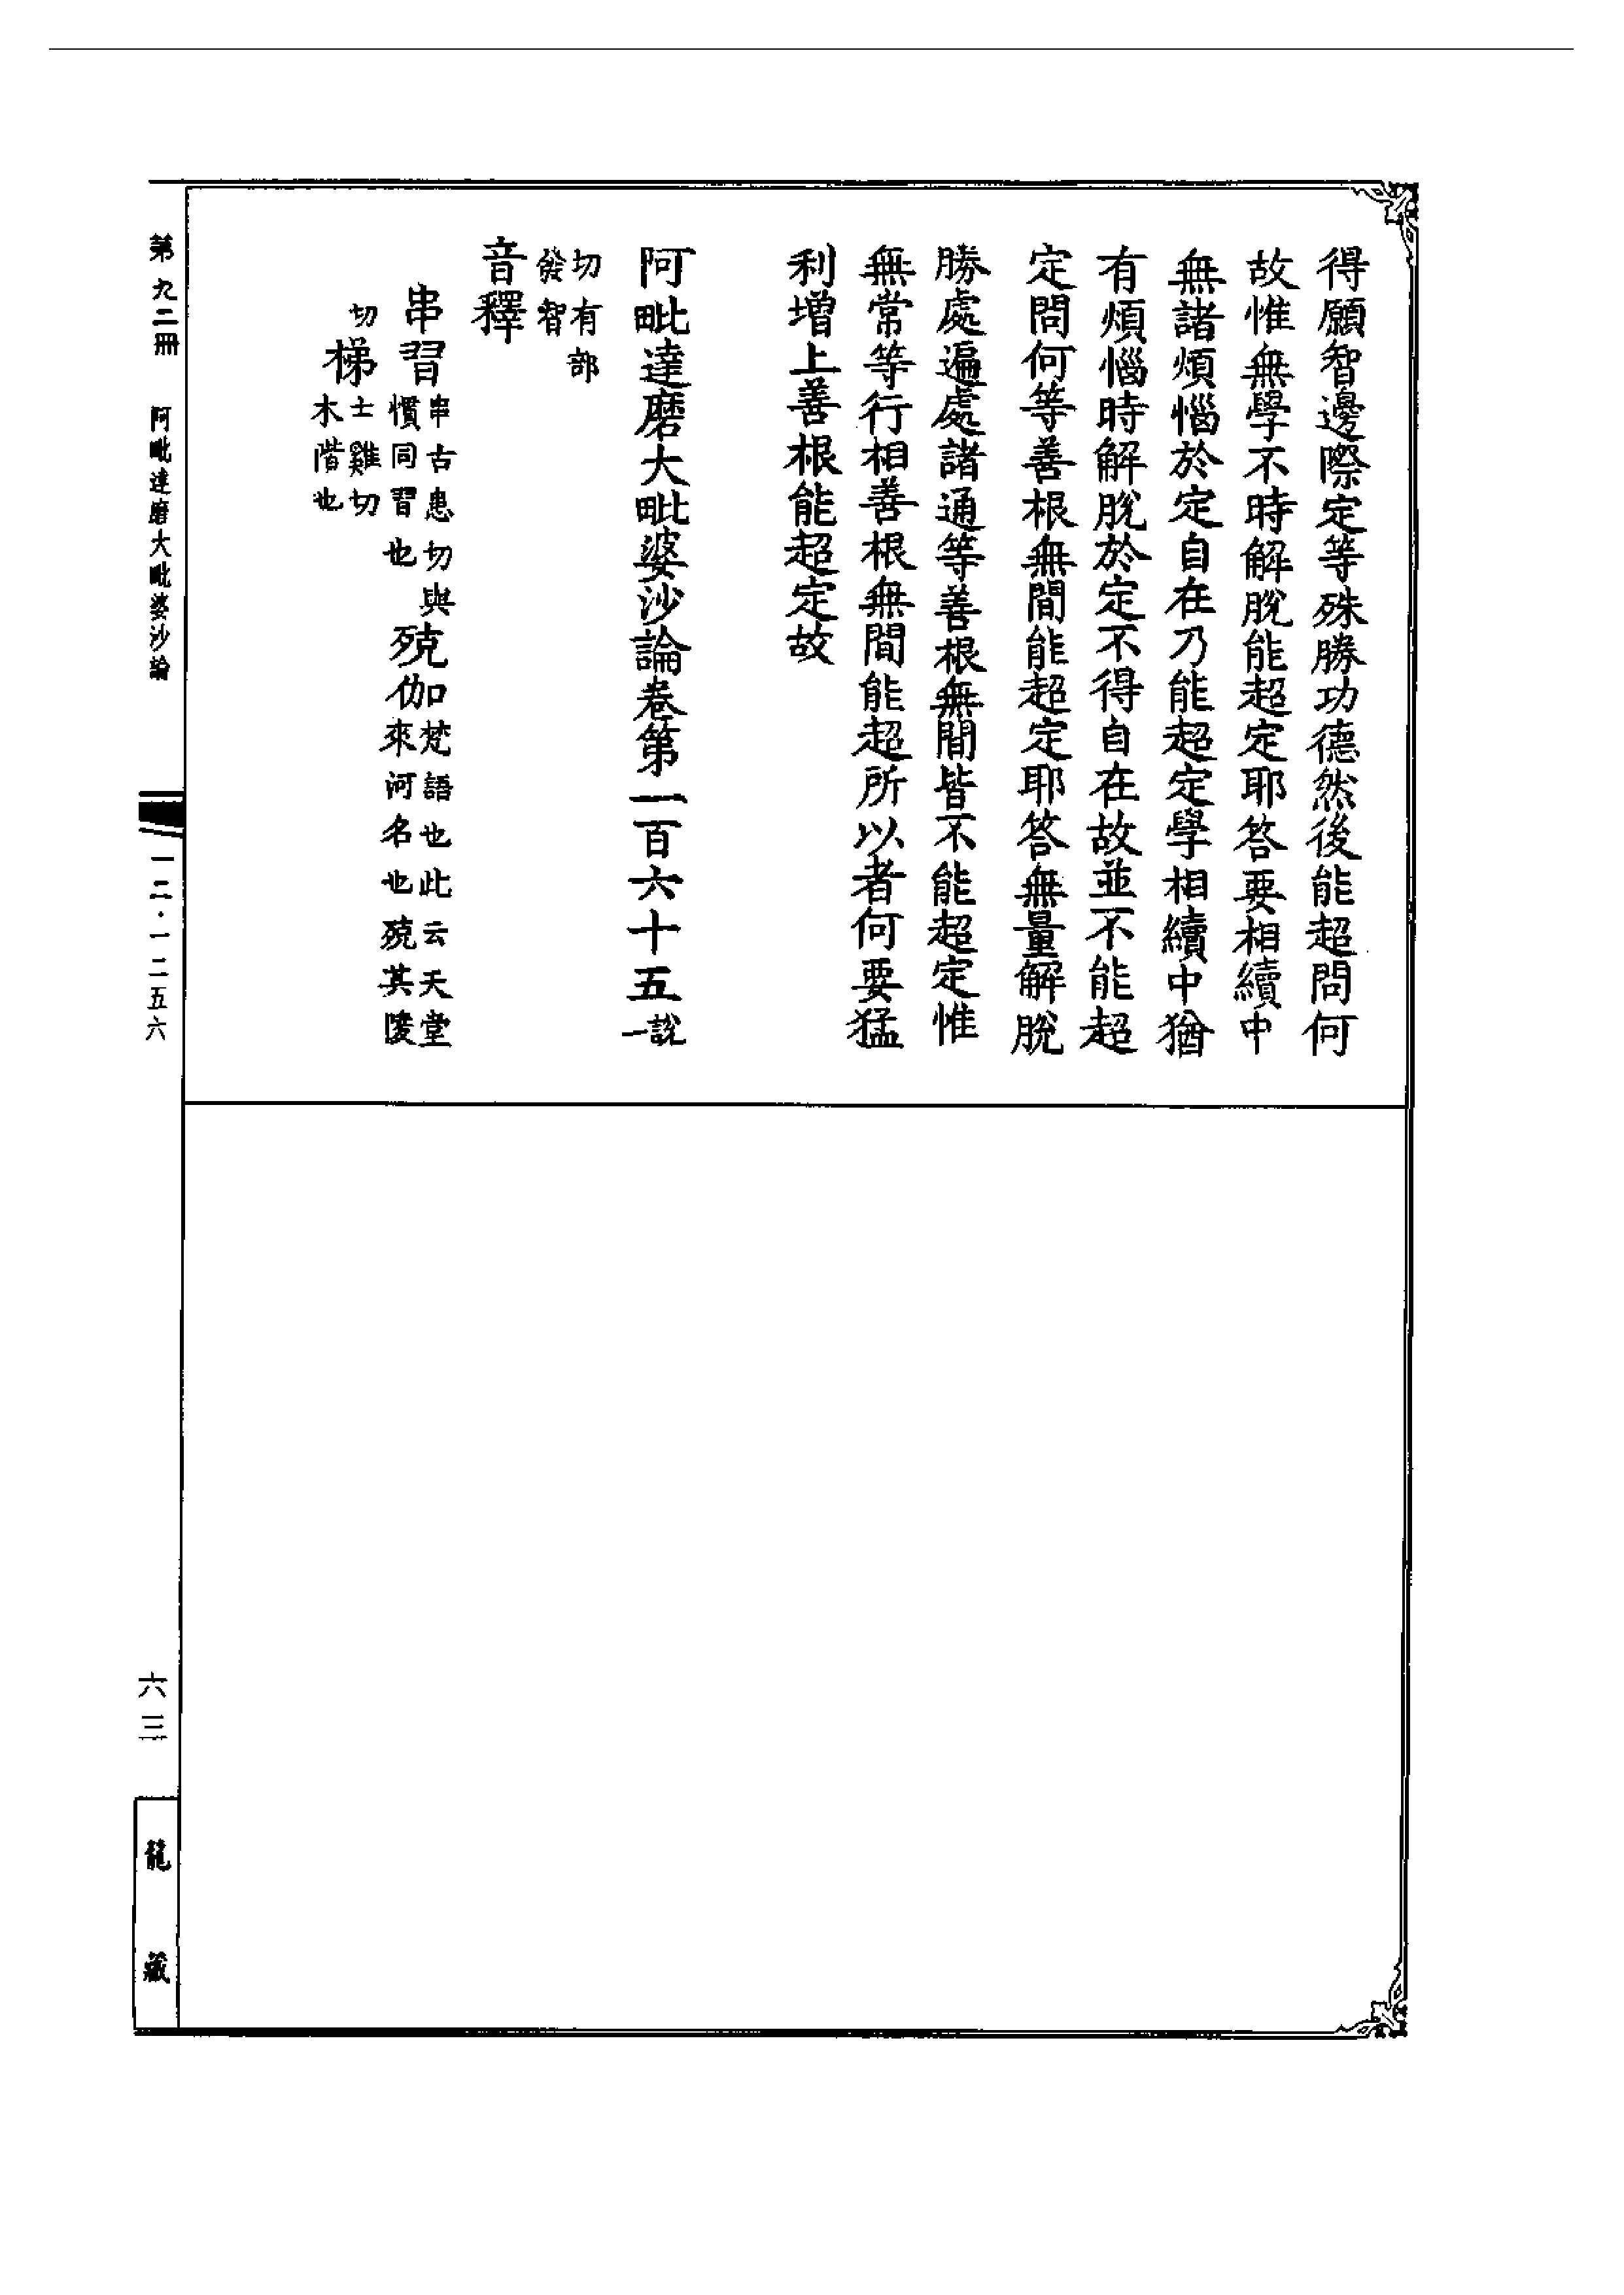 得願智邊際定等殊勝功德然後能超問何
故惟無學不時解脫能超定耶答要相續中
無諸煩惱於定自在乃能超定學相續中猶
有煩惱時解脫於定不得自在故並不能超
定問何等善根無間能超定耶答無量解脫
勝處遍處諸通等善根無間皆不能超定惟
無常等行相善根無間能超所以者何要猛
利增上善根能超定故
阿毗達磨大毗婆沙論卷第一百六十五說一
切有部
發智
音釋
串習串古患切與慣同習也殑伽梵語也此云天堂來河名也殑其陵
切梯士雞切木階也
第九二冊 阿毗達磨大毗婆沙論
一二·一二五六
六三
龍藏